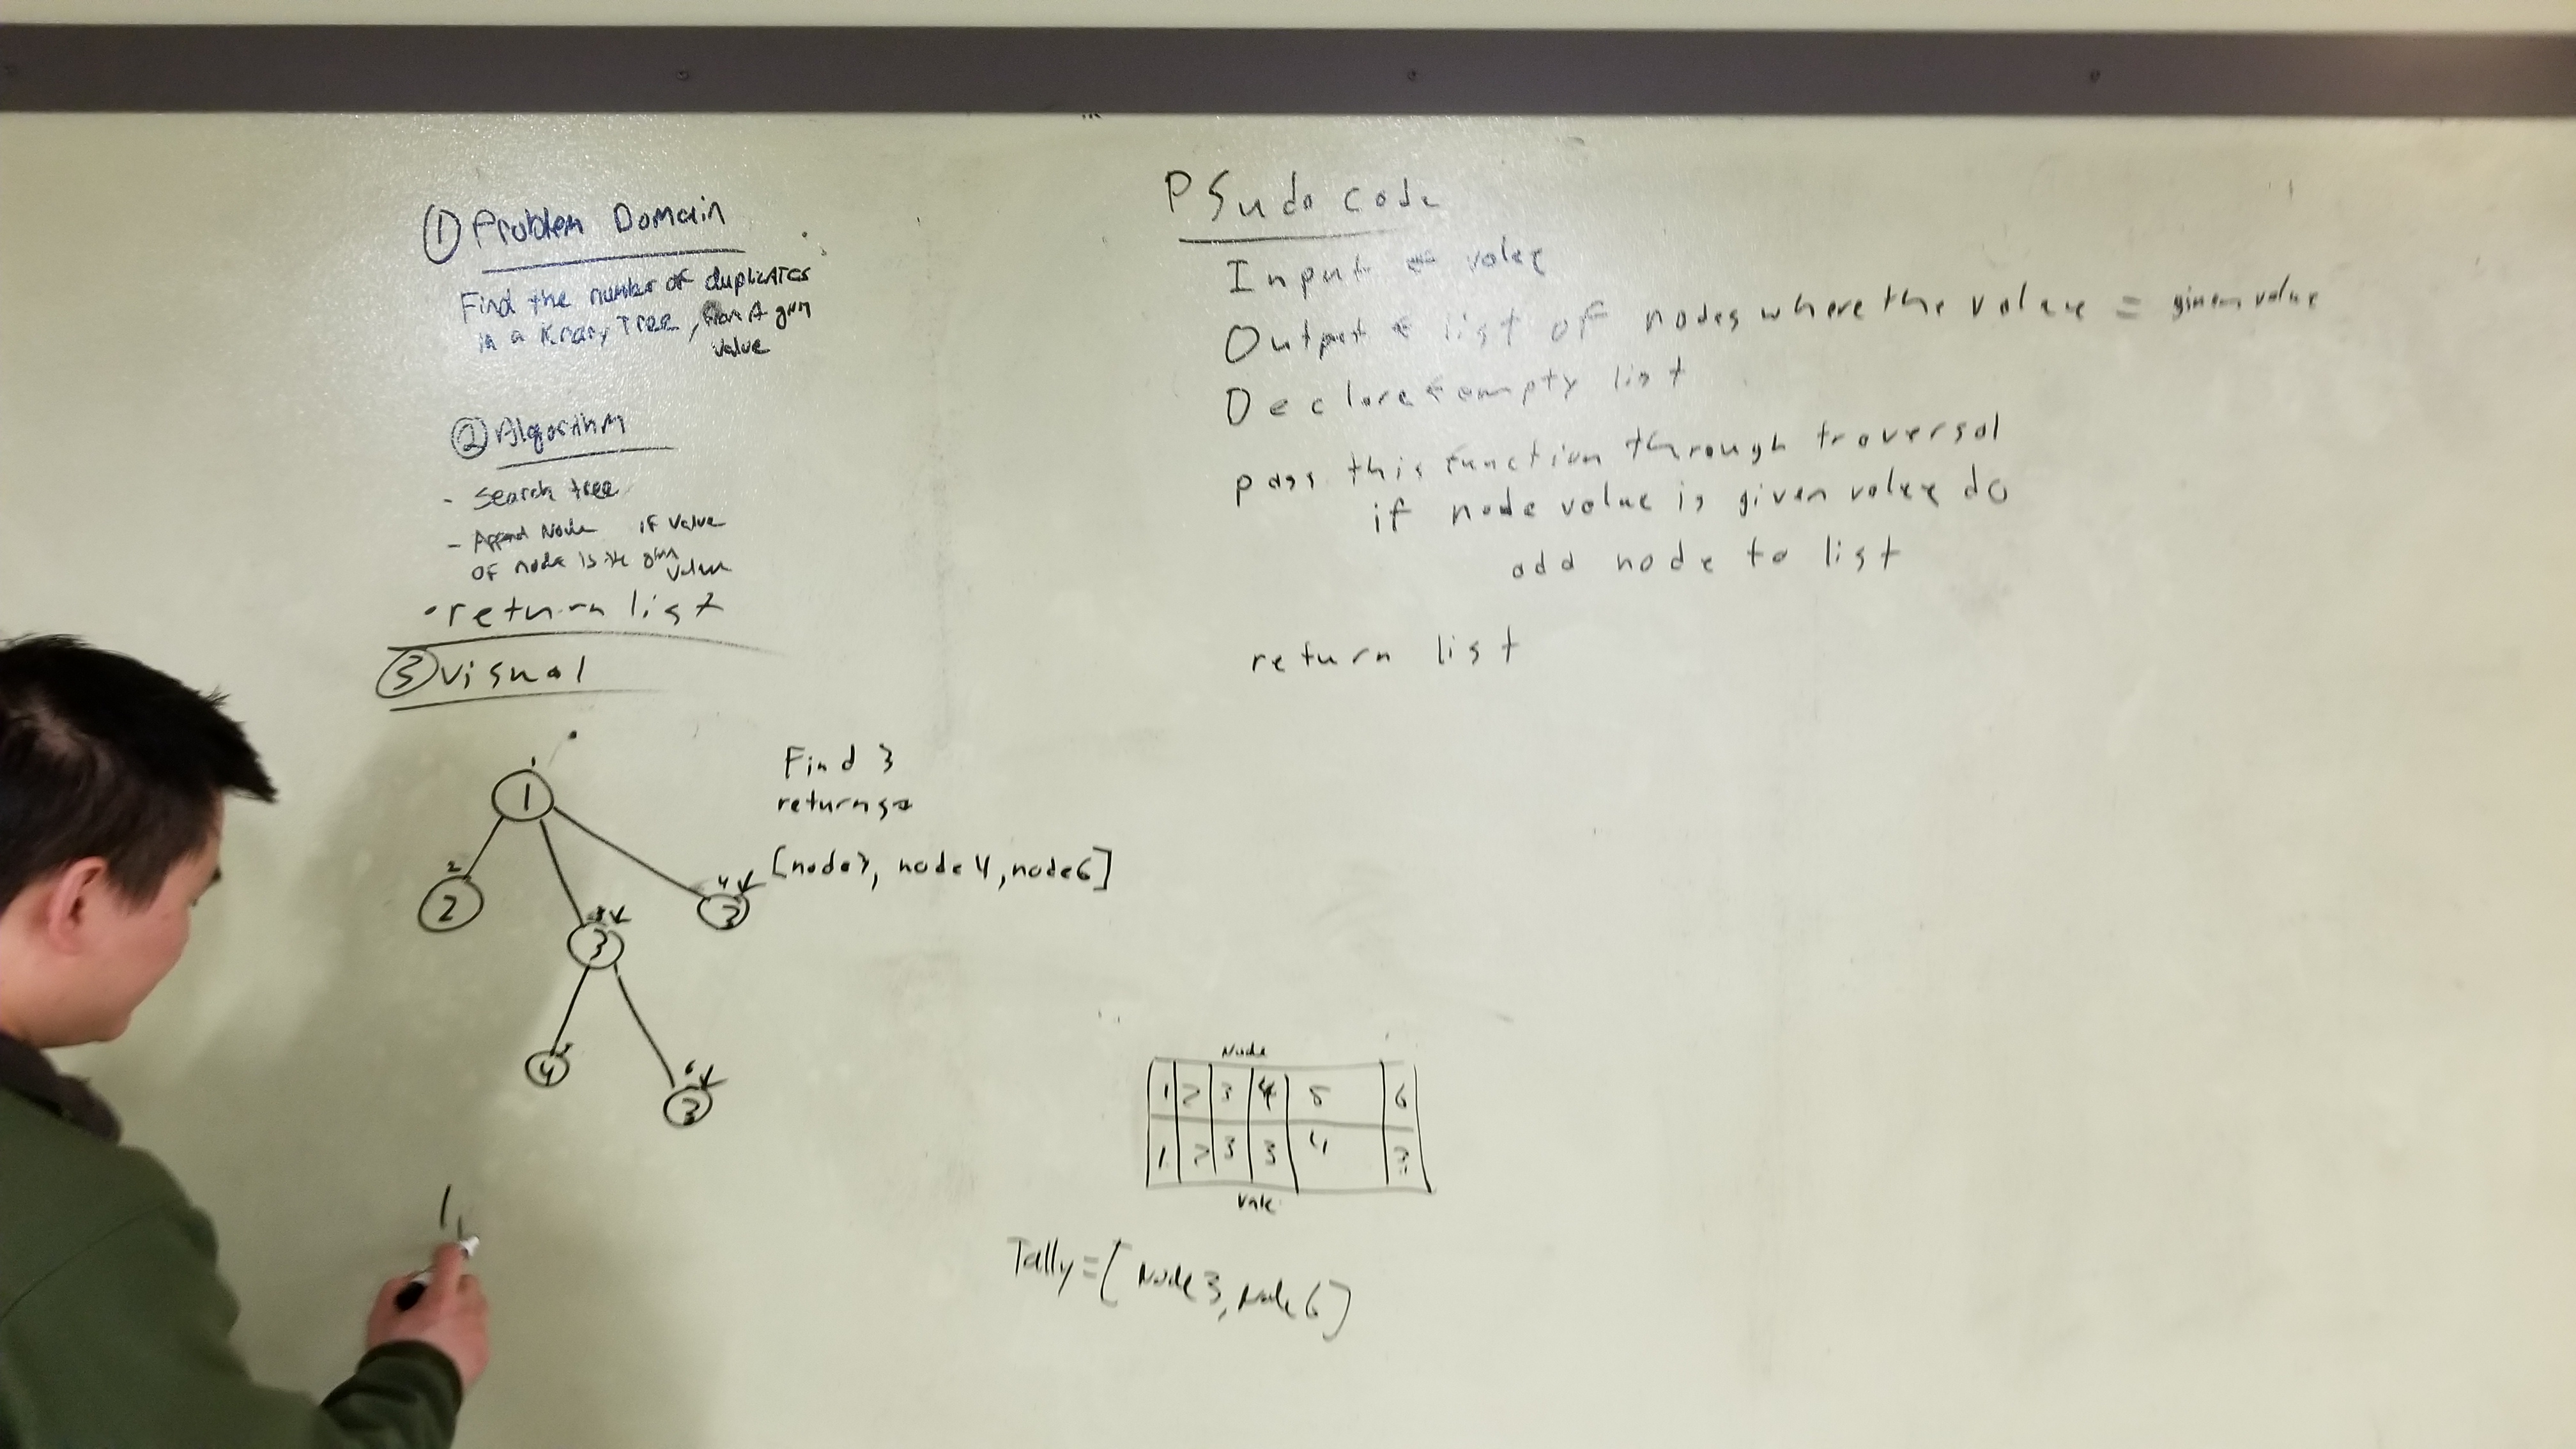 ① Problem Domain
Find the number of duplicates
in a Knary Tree, from A given
value
② Algorithm
- Search tree
- Append Node if value
of node is the given
value
• return list
③ visual
1
2
2
3
3
4
3
4
5
6
3
Find 3
returns →
[node3, node4, node6]
PSudo code
Input ← value
Output ← list of nodes where the value = given value
Declare ← empty list
pass this function through traversal
if node value is given value do
add node to list
return list
Node
1 2 3 4 5 6
1 2 3 3 4 3
Value
Tally = [Node3, Node 6]